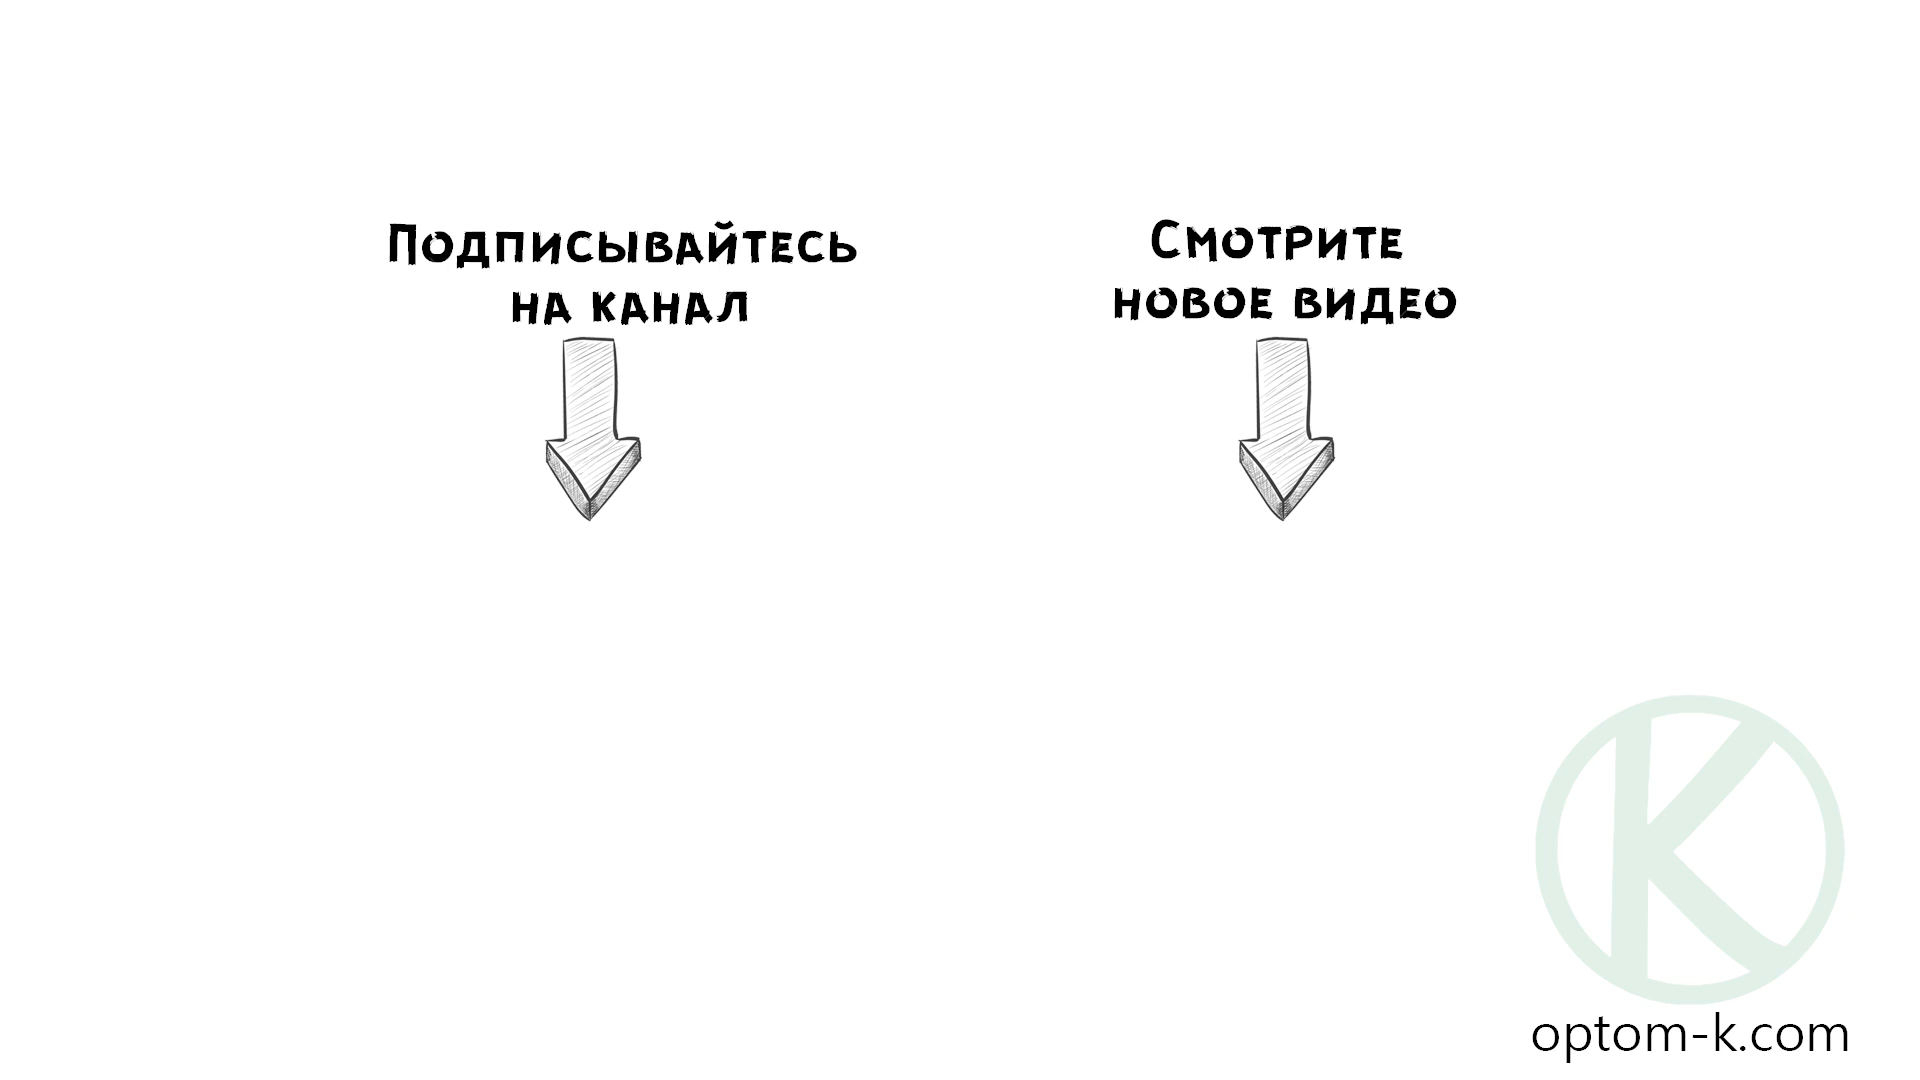 Подписывайтесь
на канал
Смотрите
новое видео
K
optom-k.com